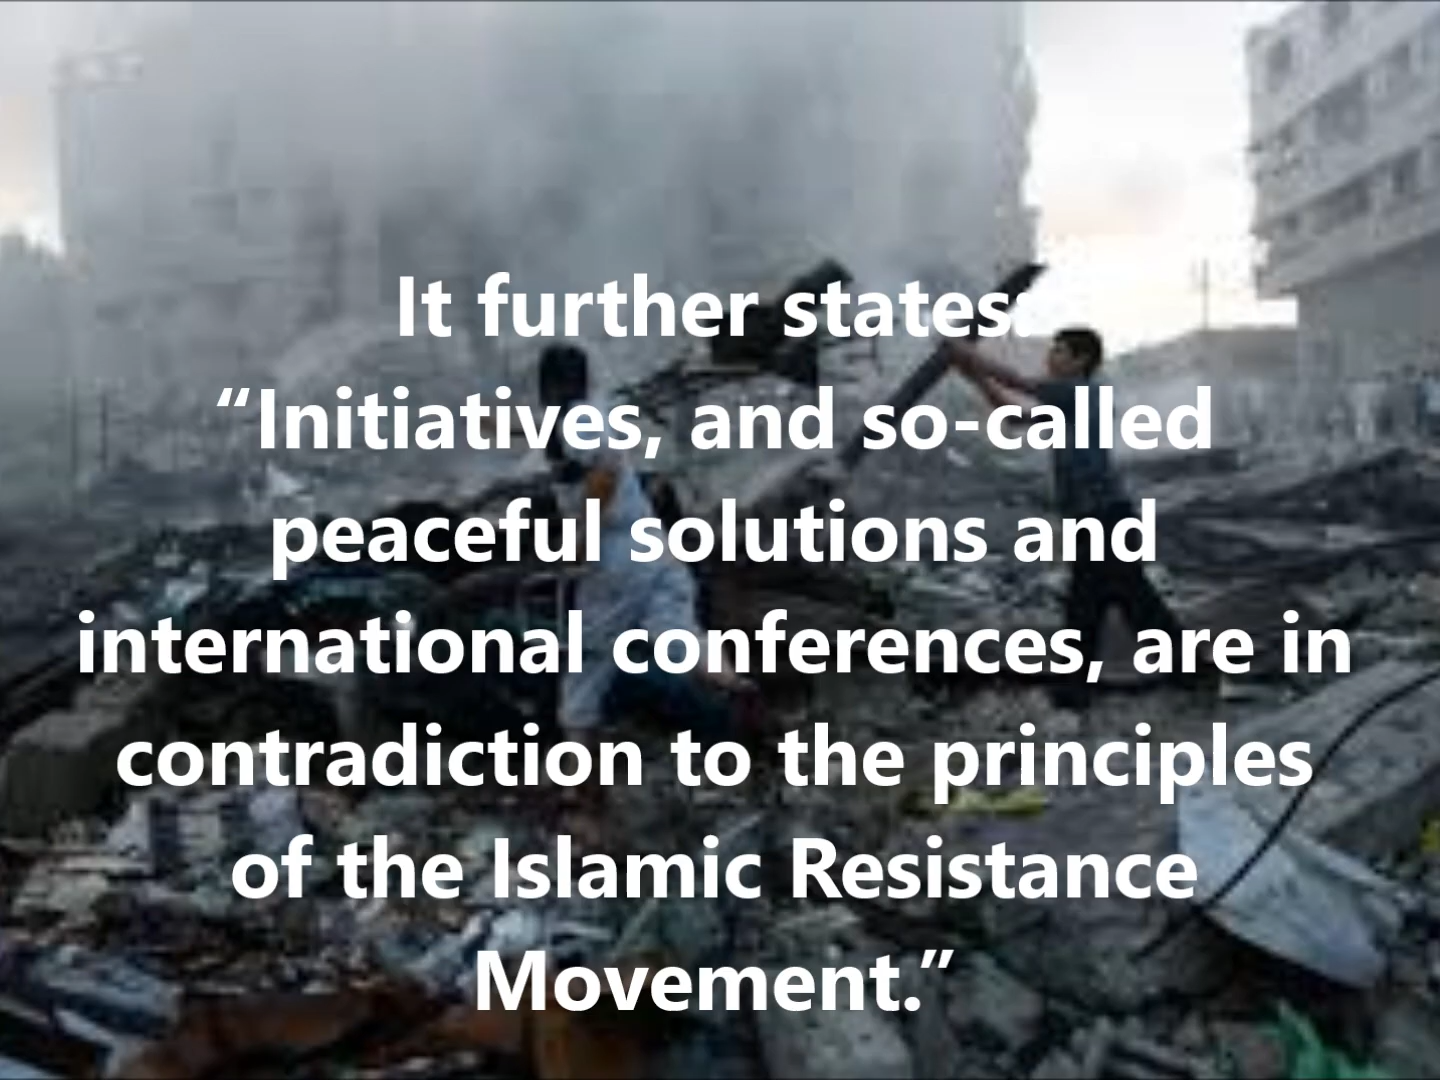 It further states:
“Initiatives, and so-called
peaceful solutions and
international conferences, are in
contradiction to the principles
of the Islamic Resistance
Movement.”